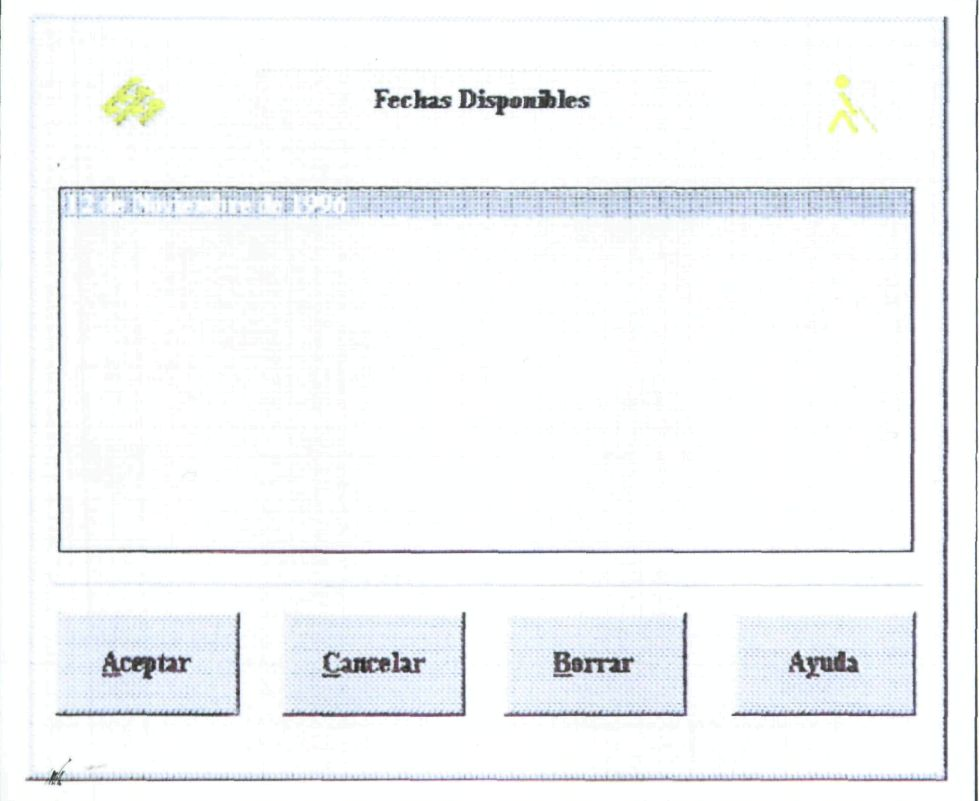 Fechas Disponibles
12 de Noviembre de 1996
Aceptar
Cancelar
Borrar
Ayuda